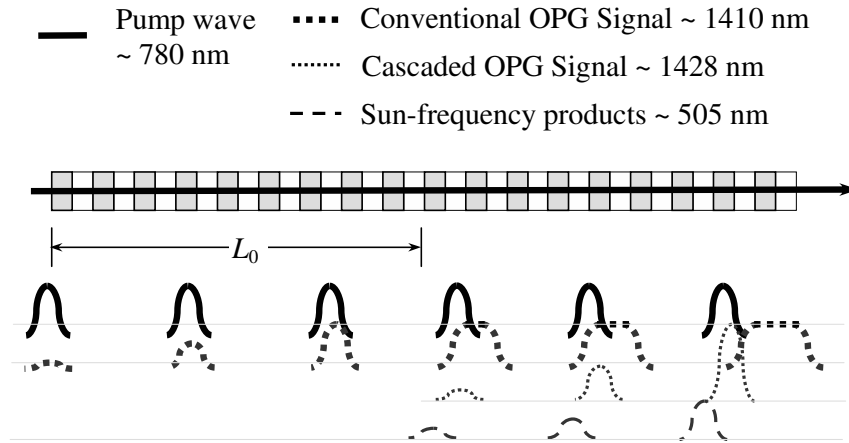 Pump wave
~ 780 nm
Conventional OPG Signal ~ 1410 nm
Cascaded OPG Signal ~ 1428 nm
Sun-frequency products ~ 505 nm
L0